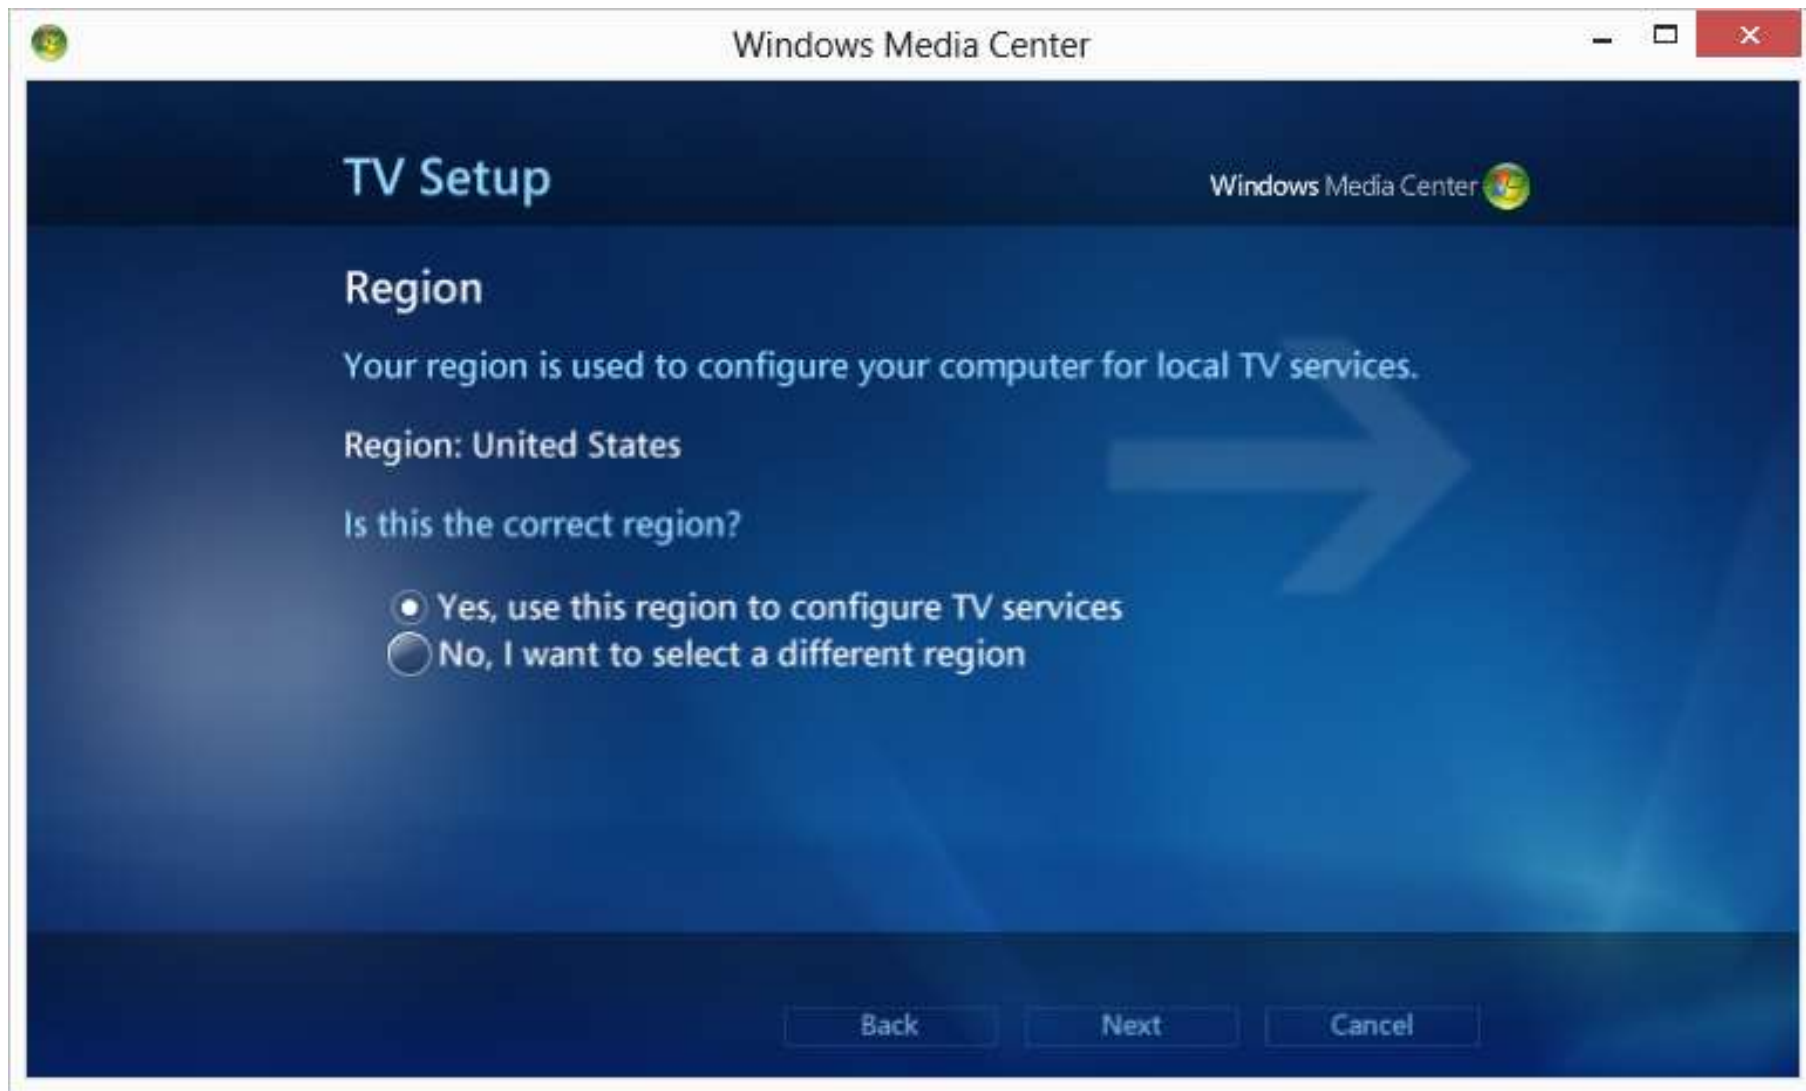 Windows Media Center
TV Setup
Windows Media Center
Region
Your region is used to configure your computer for local TV services.
Region: United States
Is this the correct region?
Yes, use this region to configure TV services
No, I want to select a different region
Back Next Cancel